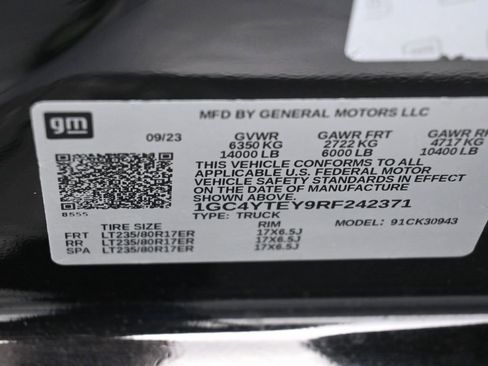 gm
MFD BY GENERAL MOTORS LLC
09/23 GVWR GAWR FRT GAWR RR
6350 KG 2722 KG 4717 KG
14000 LB 6000 LB 10400 LB
THIS VEHICLE CONFORMS TO ALL
APPLICABLE U.S. FEDERAL MOTOR
VEHICLE SAFETY STANDARDS IN EFFECT
ON THE DATE OF MANUFACTURE
SHOWN ABOVE.
8555 1GC4YTEY9RF242371
TYPE: TRUCK MODEL: 91CK30943
TIRE SIZE RIM
FRT LT235/80R17ER 17X6.5J
RR LT235/80R17ER 17X6.5J
SPA LT235/80R17ER 17X6.5J